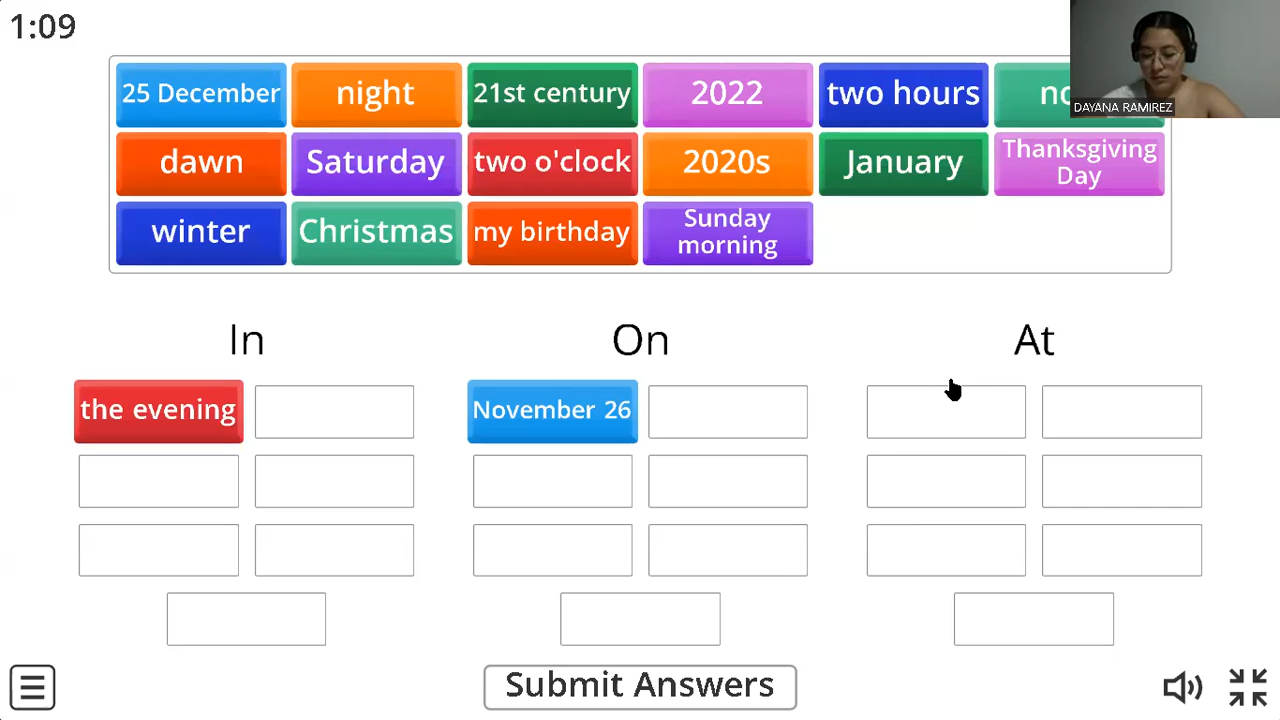 1:09
25 December
night
21st century
2022
two hours
DAYANA RAMIREZ
dawn
Saturday
two o'clock
2020s
January
Thanksgiving
Day
winter
Christmas
my birthday
Sunday
morning
In
On
At
the evening
November 26
Submit Answers